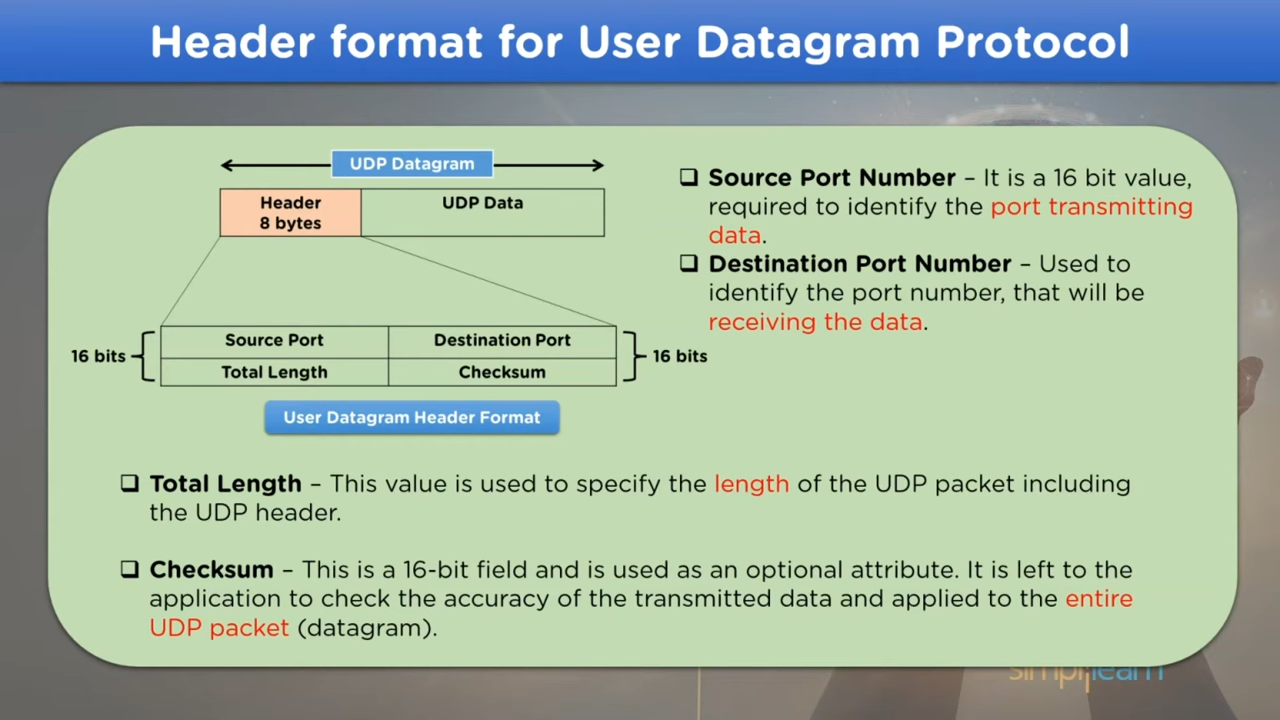 Header format for User Datagram Protocol
UDP Datagram
Header
8 bytes
UDP Data
16 bits
Source Port
Destination Port
16 bits
Total Length
Checksum
User Datagram Header Format
❑ Source Port Number – It is a 16 bit value,
required to identify the port transmitting
data.
❑ Destination Port Number – Used to
identify the port number, that will be
receiving the data.
❑ Total Length – This value is used to specify the length of the UDP packet including
the UDP header.
❑ Checksum – This is a 16-bit field and is used as an optional attribute. It is left to the
application to check the accuracy of the transmitted data and applied to the entire
UDP packet (datagram).
simplilearn